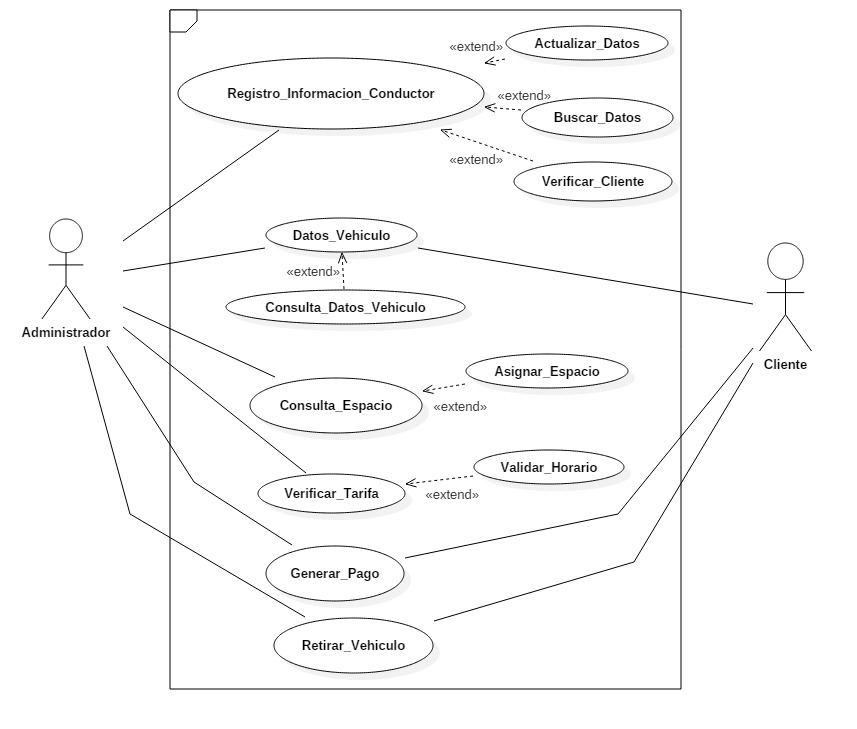 «extend»
Actualizar_Datos
Registro_Informacion_Conductor
«extend»
Buscar_Datos
«extend»
Verificar_Cliente
Datos_Vehiculo
«extend»
Consulta_Datos_Vehiculo
Administrador
Cliente
Asignar_Espacio
Consulta_Espacio
«extend»
Validar_Horario
Verificar_Tarifa
«extend»
Generar_Pago
Retirar_Vehiculo